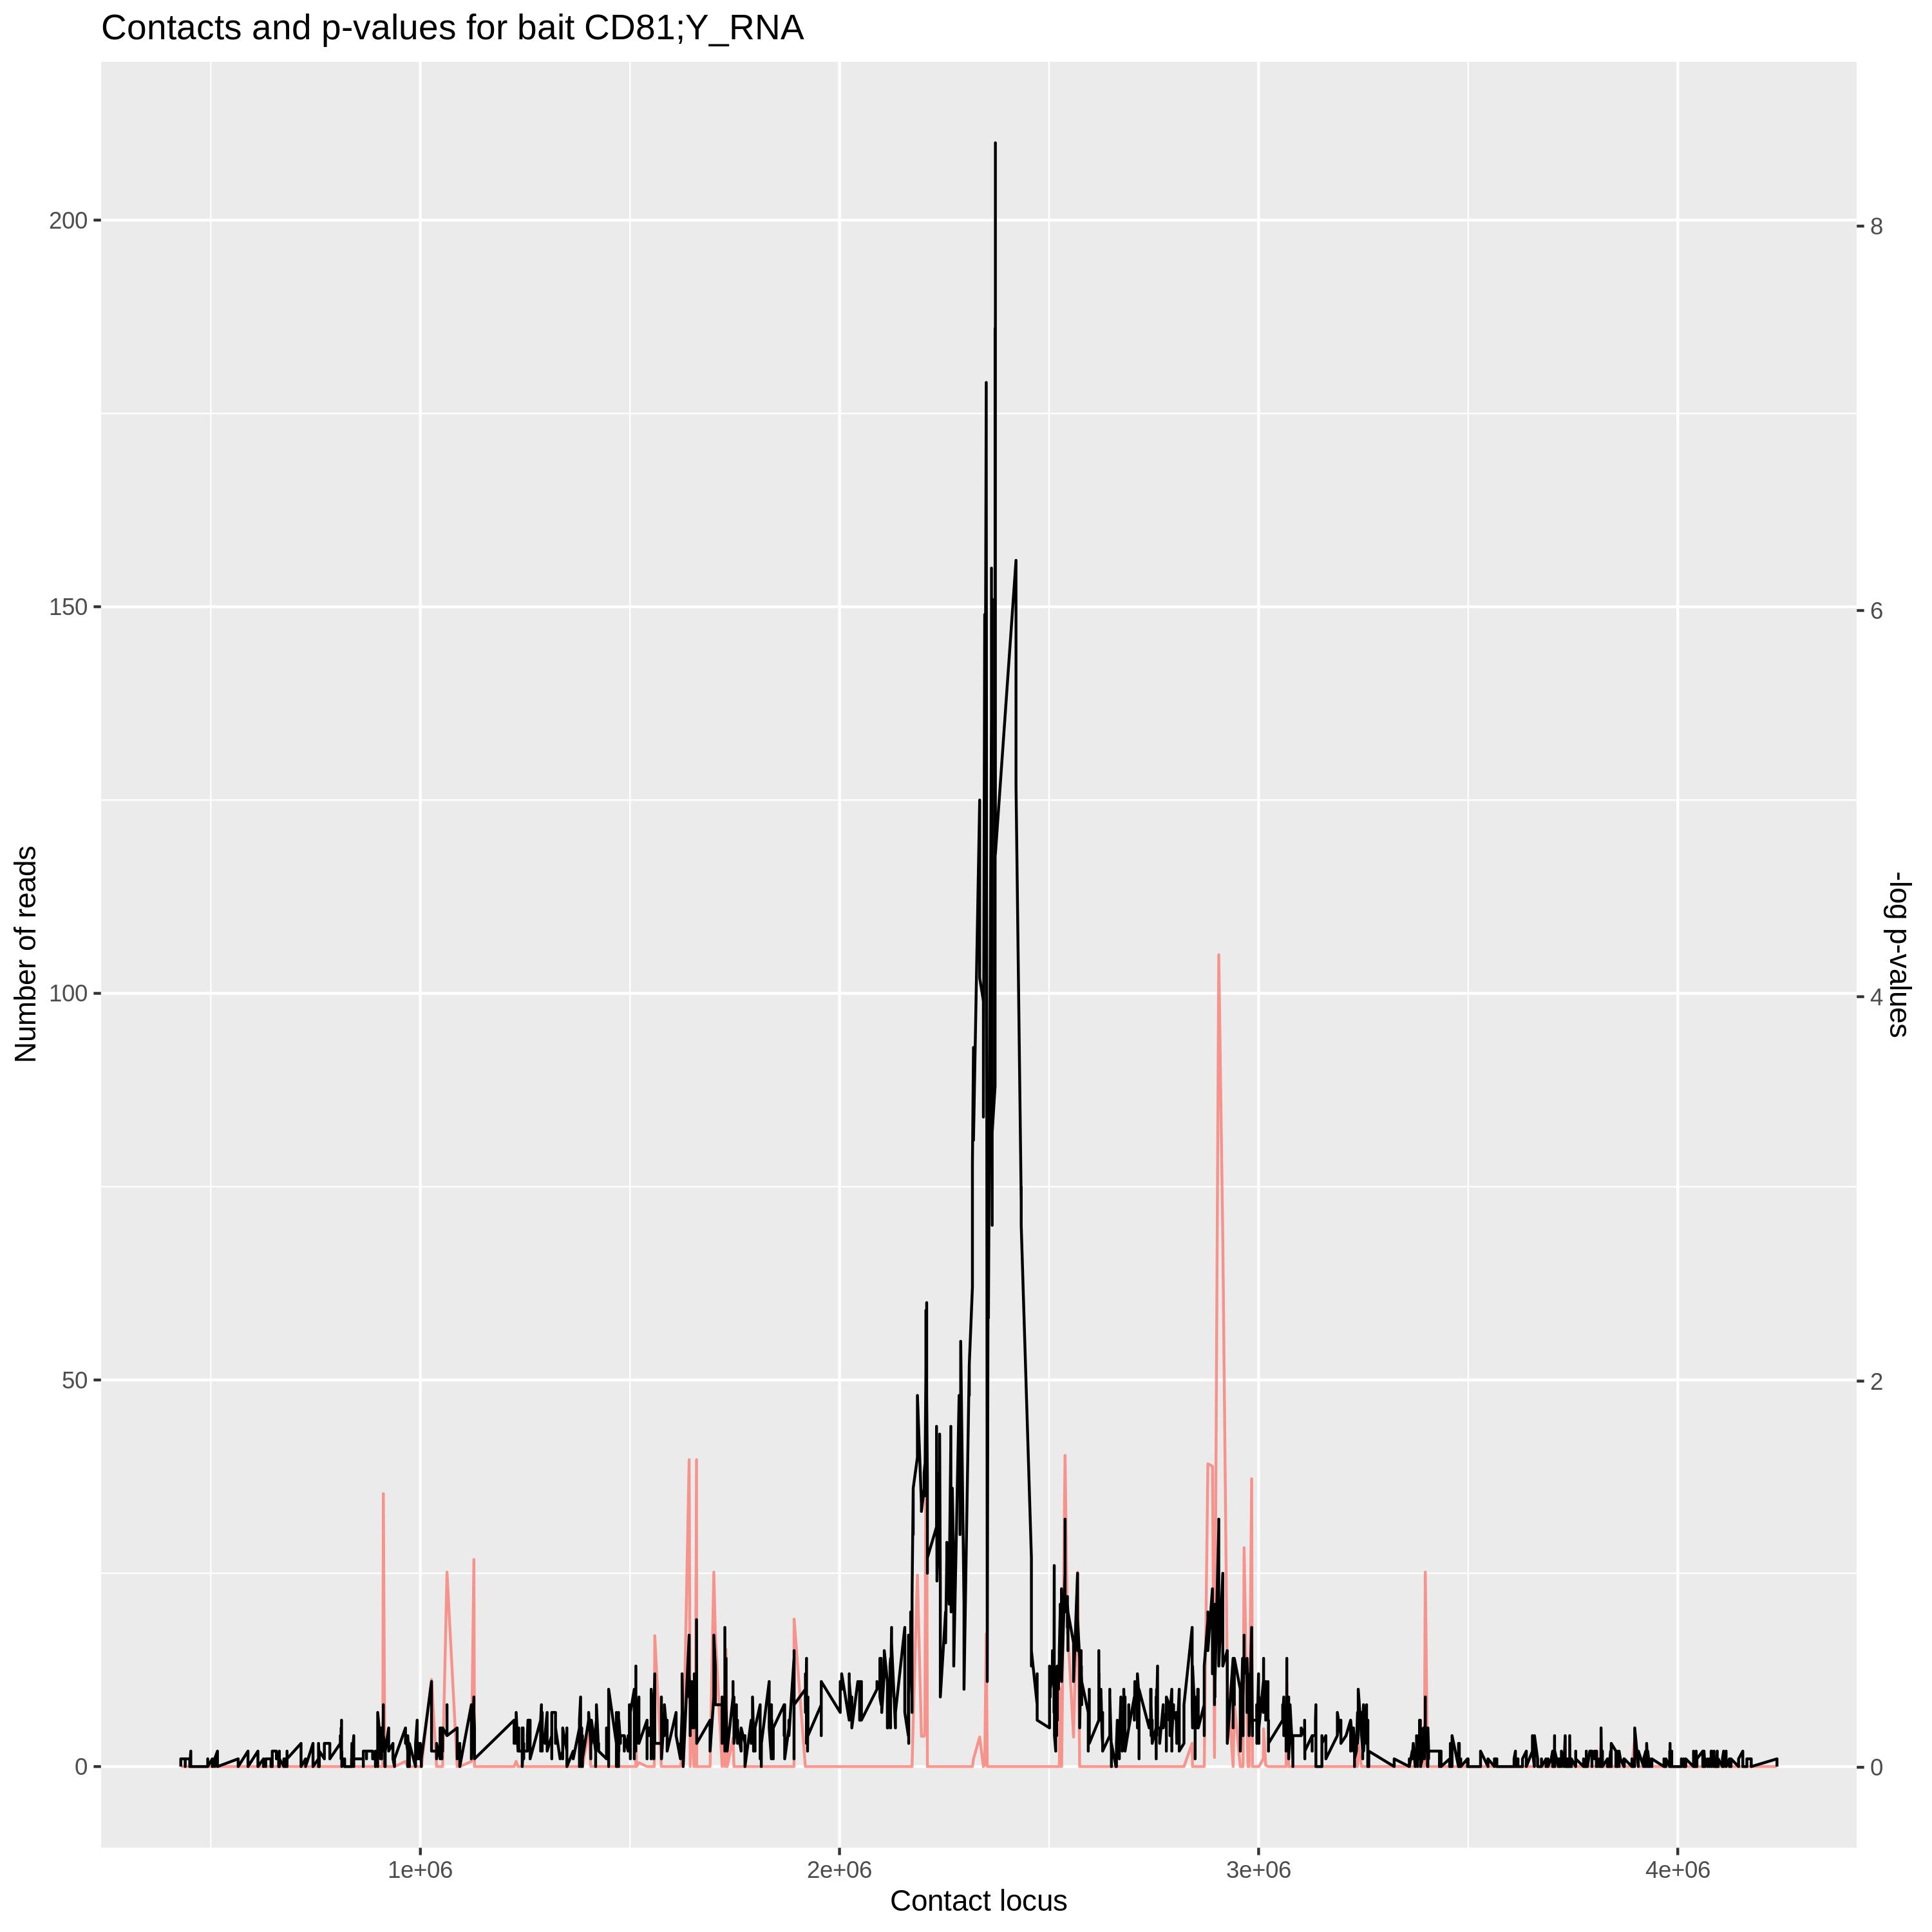 Contacts and p-values for bait CD81;Y_RNA
Number of reads
200
150
100
50
0
8
6
4
2
0
-log p-values
1e+06
2e+06
3e+06
4e+06
Contact locus